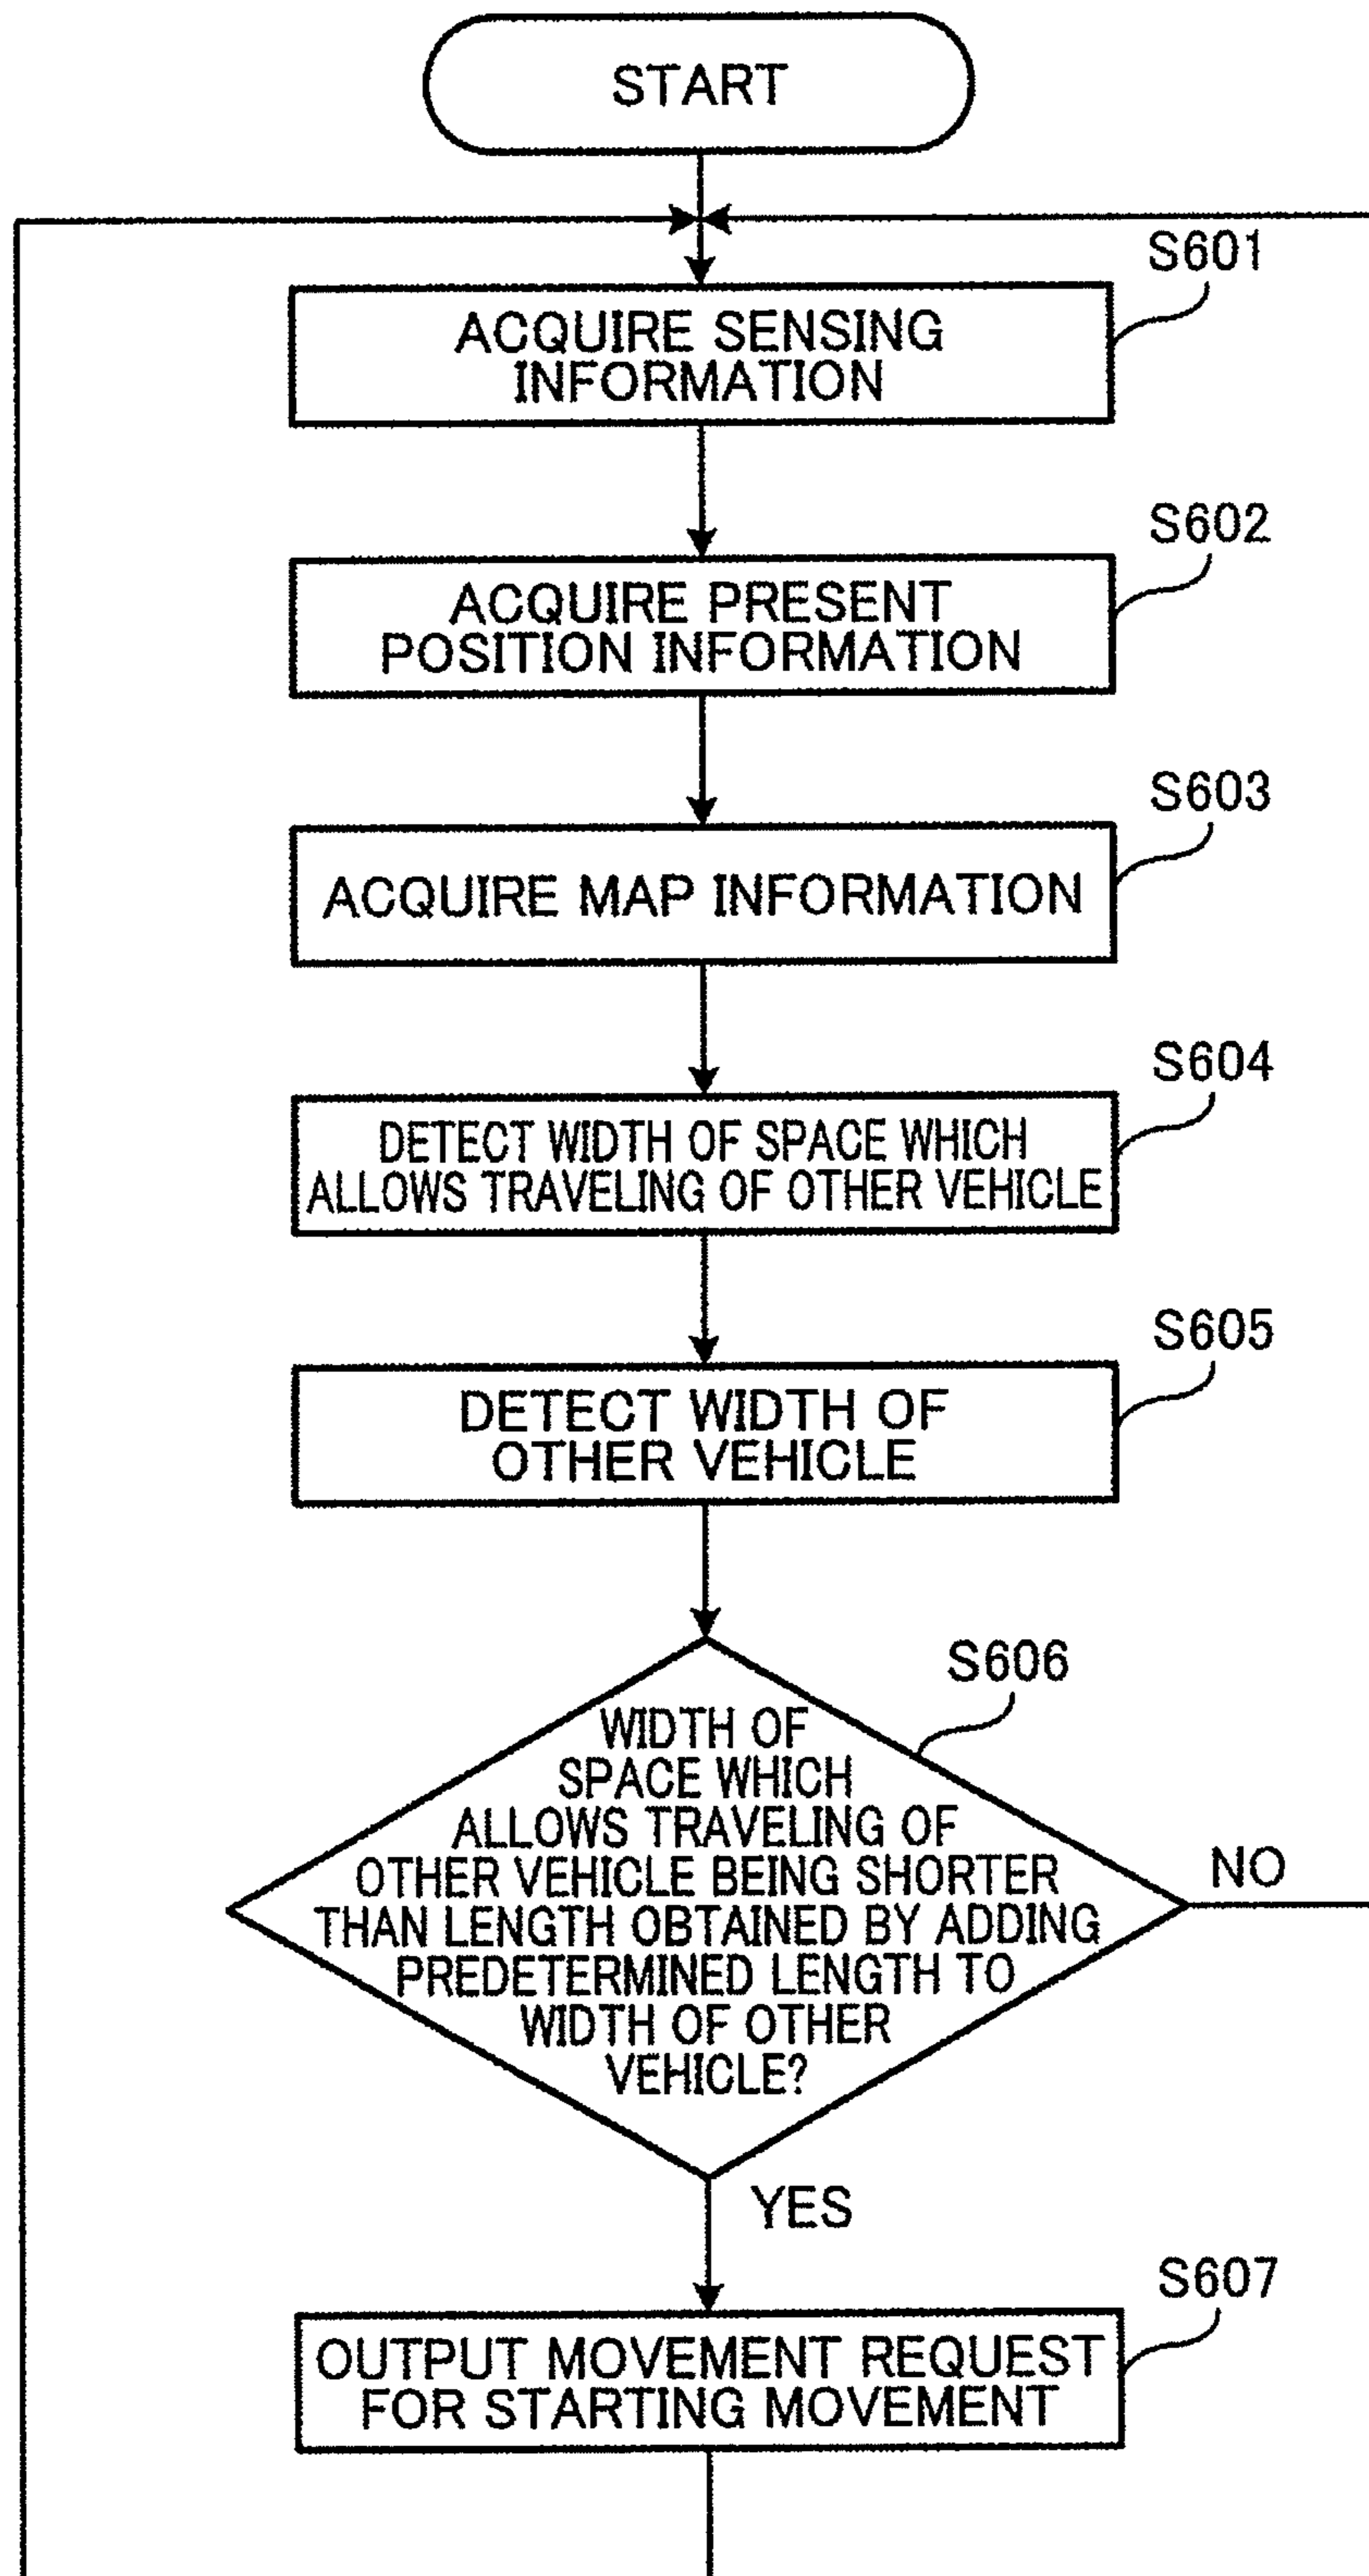 START
S601
ACQUIRE SENSING
INFORMATION
S602
ACQUIRE PRESENT
POSITION INFORMATION
S603
ACQUIRE MAP INFORMATION
S604
DETECT WIDTH OF SPACE WHICH
ALLOWS TRAVELING OF OTHER VEHICLE
S605
DETECT WIDTH OF
OTHER VEHICLE
S606
WIDTH OF
SPACE WHICH
ALLOWS TRAVELING OF
OTHER VEHICLE BEING SHORTER
THAN LENGTH OBTAINED BY ADDING
PREDETERMINED LENGTH TO
WIDTH OF OTHER
VEHICLE?
NO
YES
S607
OUTPUT MOVEMENT REQUEST
FOR STARTING MOVEMENT